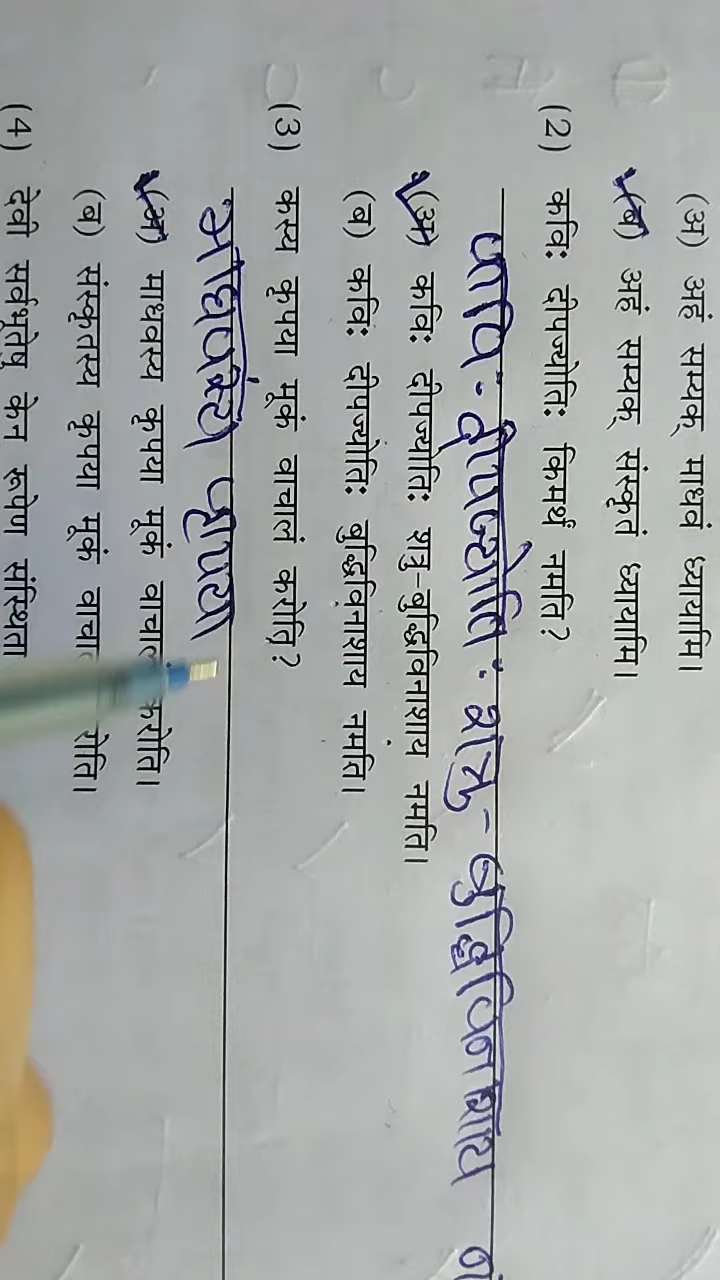 (अ) अहं सम्यक् माधवं ध्यायामि।
(ब) अहं सम्यक् संस्कृतं ध्यायामि।
(2) कविः दीपज्योतिः किमर्थं नमति?
कविः दीपज्योतिः शत्रु-बुद्धिविनाशाय
(अ) कविः दीपज्योतिः शत्रु-बुद्धिविनाशाय नमति।
(ब) कविः दीपज्योतिः बुद्धिविनाशाय नमति।
(3) कस्य कृपया मूकं वाचालं करोति?
माधवस्य कृपया
(अ) माधवस्य कृपया मूकं करोति।
(ब) संस्कृतस्य कृपया मूकं
(4) देवी सर्वभूतेषु केन रूपेण संस्थिता